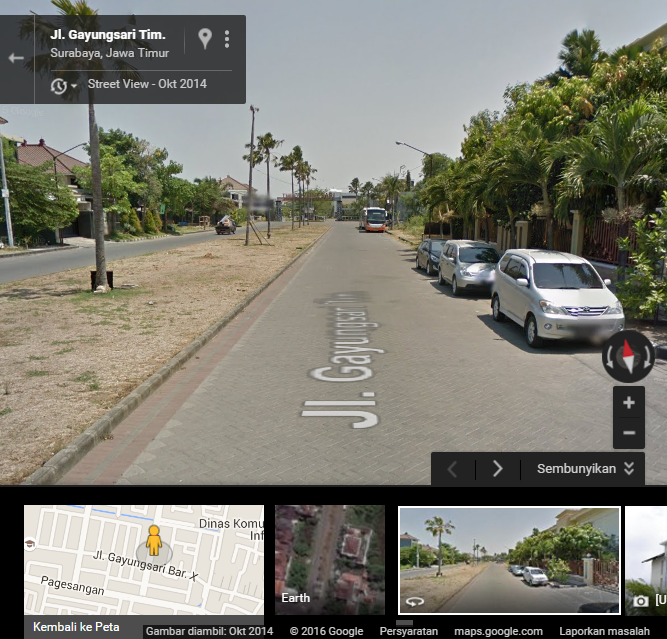 Jl. Gayungsari Tim.
Surabaya, Jawa Timur
Street View - Okt 2014
Jl. Gayungsari Tim
Sembunyikan
Dinas Komu
Inf
Jl. Gayungsari Bar. X
Pagesangan
Kembali ke Peta
Earth
[U
Gambar diambil: Okt 2014
© 2016 Google
Persyaratan
maps.google.com
Laporkan masalah